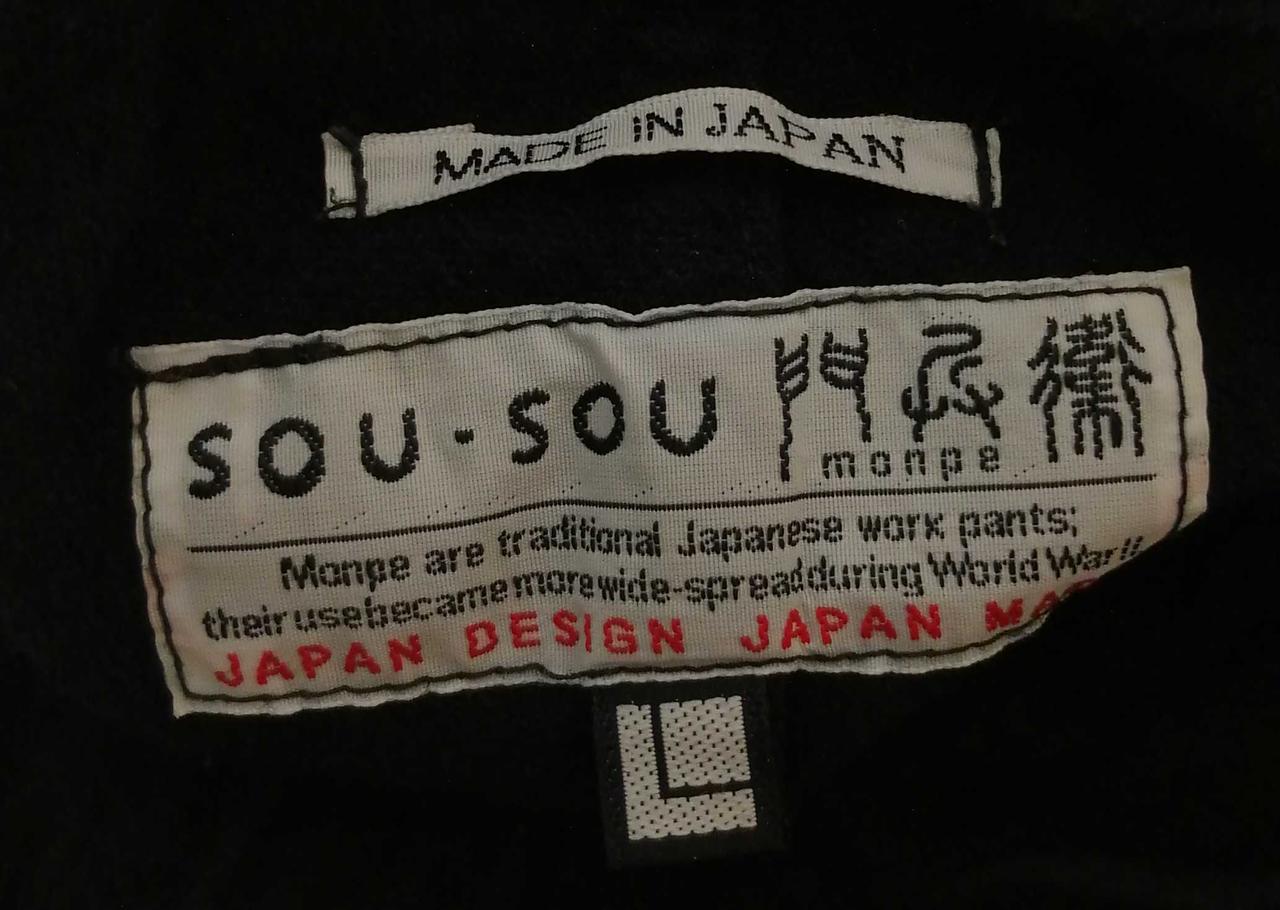 MADE IN JAPAN
SOU・SOU 門兵衛
monpe
Monpe are traditional Japanese work pants;
their use became more wide-spread during World War II
JAPAN DESIGN JAPAN
L